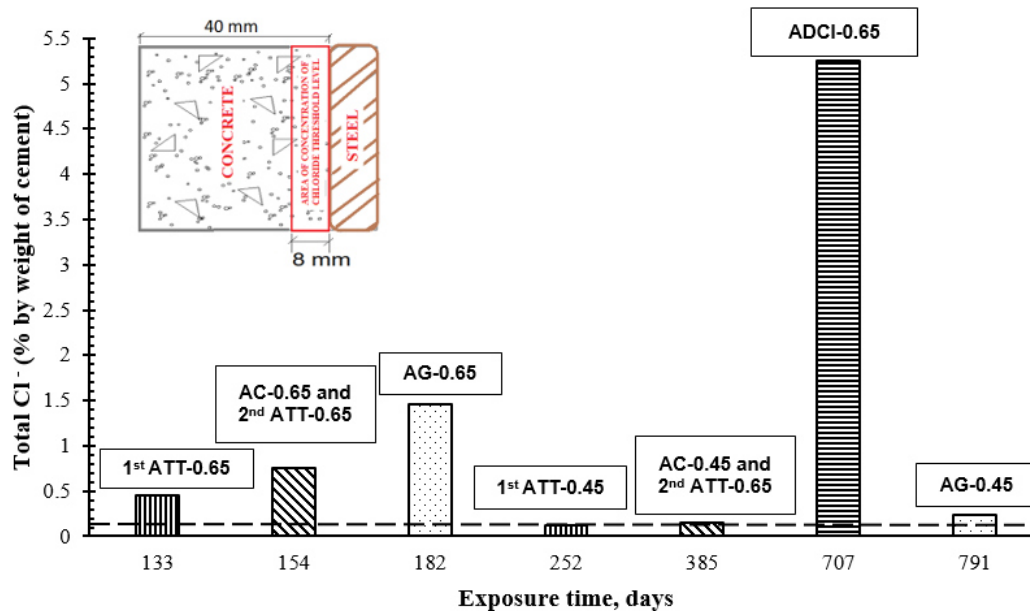 40 mm
CONCRETE
AREA OF CONCENTRATION OF
CHLORIDE THRESHOLD LEVEL
STEEL
8 mm
Total Cl⁻ (% by weight of cement)
5.5
5
4.5
4
3.5
3
2.5
2
1.5
1
0.5
0
1st ATT-0.65
AC-0.65 and
2nd ATT-0.65
AG-0.65
1st ATT-0.45
AC-0.45 and
2nd ATT-0.65
ADCI-0.65
AG-0.45
133 154 182 252 385 707 791
Exposure time, days